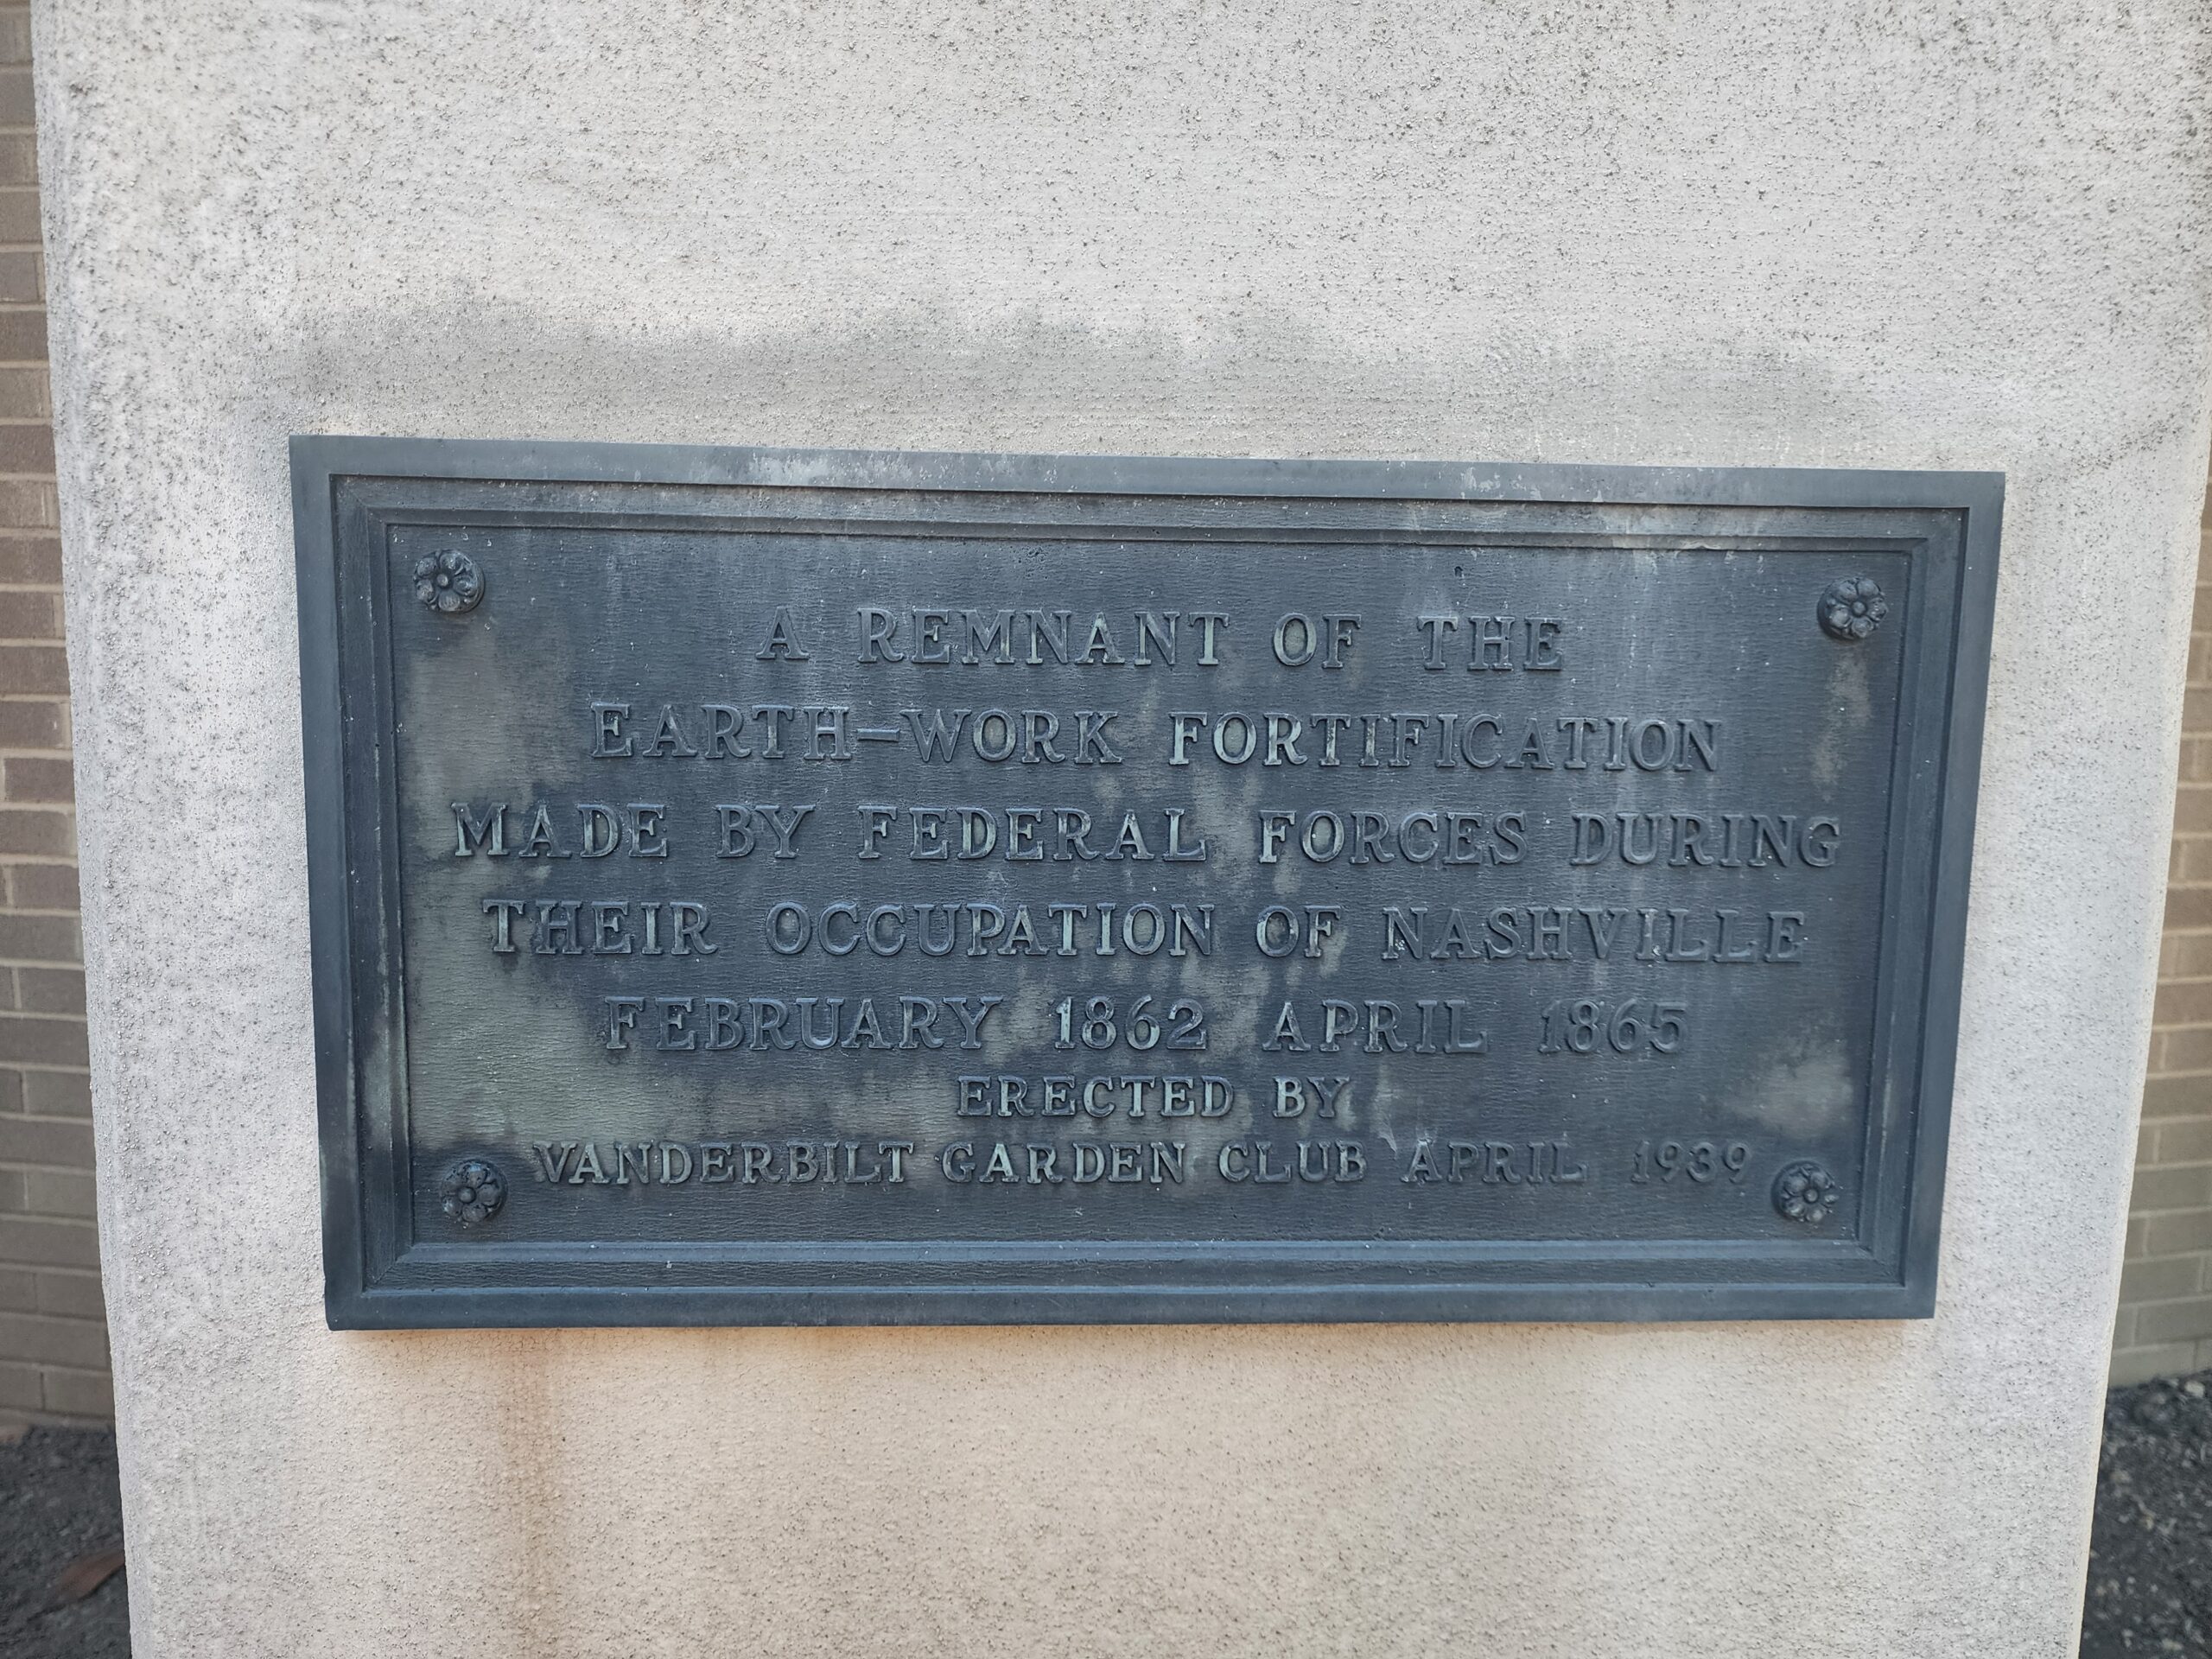 A REMNANT OF THE
EARTH-WORK FORTIFICATION
MADE BY FEDERAL FORCES DURING
THEIR OCCUPATION OF NASHVILLE
FEBRUARY 1862 APRIL 1865
ERECTED BY
VANDERBILT GARDEN CLUB APRIL 1939